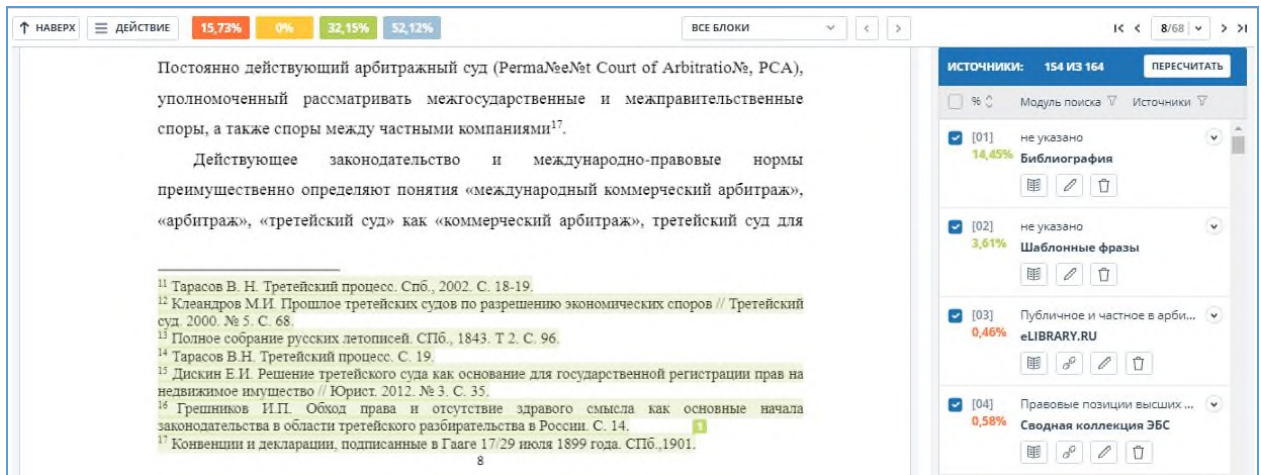 НАВЕРХ ДЕЙСТВИЕ 15,73% 0% 32,15% 52,12% ВСЕ БЛОКИ 8/68
Постоянно действующий арбитражный суд (Perma№e№t Court of Arbitratio№, PCA),
уполномоченный рассматривать межгосударственные и межправительственные
споры, а также споры между частными компаниями17.
Действующее законодательство и международно-правовые нормы
преимущественно определяют понятия «международный коммерческий арбитраж»,
«арбитраж», «третейский суд» как «коммерческий арбитраж», третейский суд для
11 Тарасов В. Н. Третейский процесс. Спб., 2002. С. 18-19.
12 Клеандров М.И. Прошлое третейских судов по разрешению экономических споров // Третейский
суд. 2000. № 5. С. 68.
13 Полное собрание русских летописей. СПб., 1843. Т 2. С. 96.
14 Тарасов В.Н. Третейский процесс. С. 19.
15 Дискин Е.И. Решение третейского суда как основание для государственной регистрации прав на
недвижимое имущество // Юрист. 2012. № 3. С. 35.
16 Грешников И.П. Обход права и отсутствие здравого смысла как основные начала
законодательства в области третейского разбирательства в России. С. 14. 1
17 Конвенции и декларации, подписанные в Гааге 17/29 июля 1899 года. СПб.,1901.
8
ИСТОЧНИКИ: 154 ИЗ 164 ПЕРЕСЧИТАТЬ
% Модуль поиска Источники
[01] не указано
14,45% Библиография
[02] не указано
3,61% Шаблонные фразы
[03] Публичное и частное в арби...
0,46% eLIBRARY.RU
[04] Правовые позиции высших ...
0,58% Сводная коллекция ЭБС